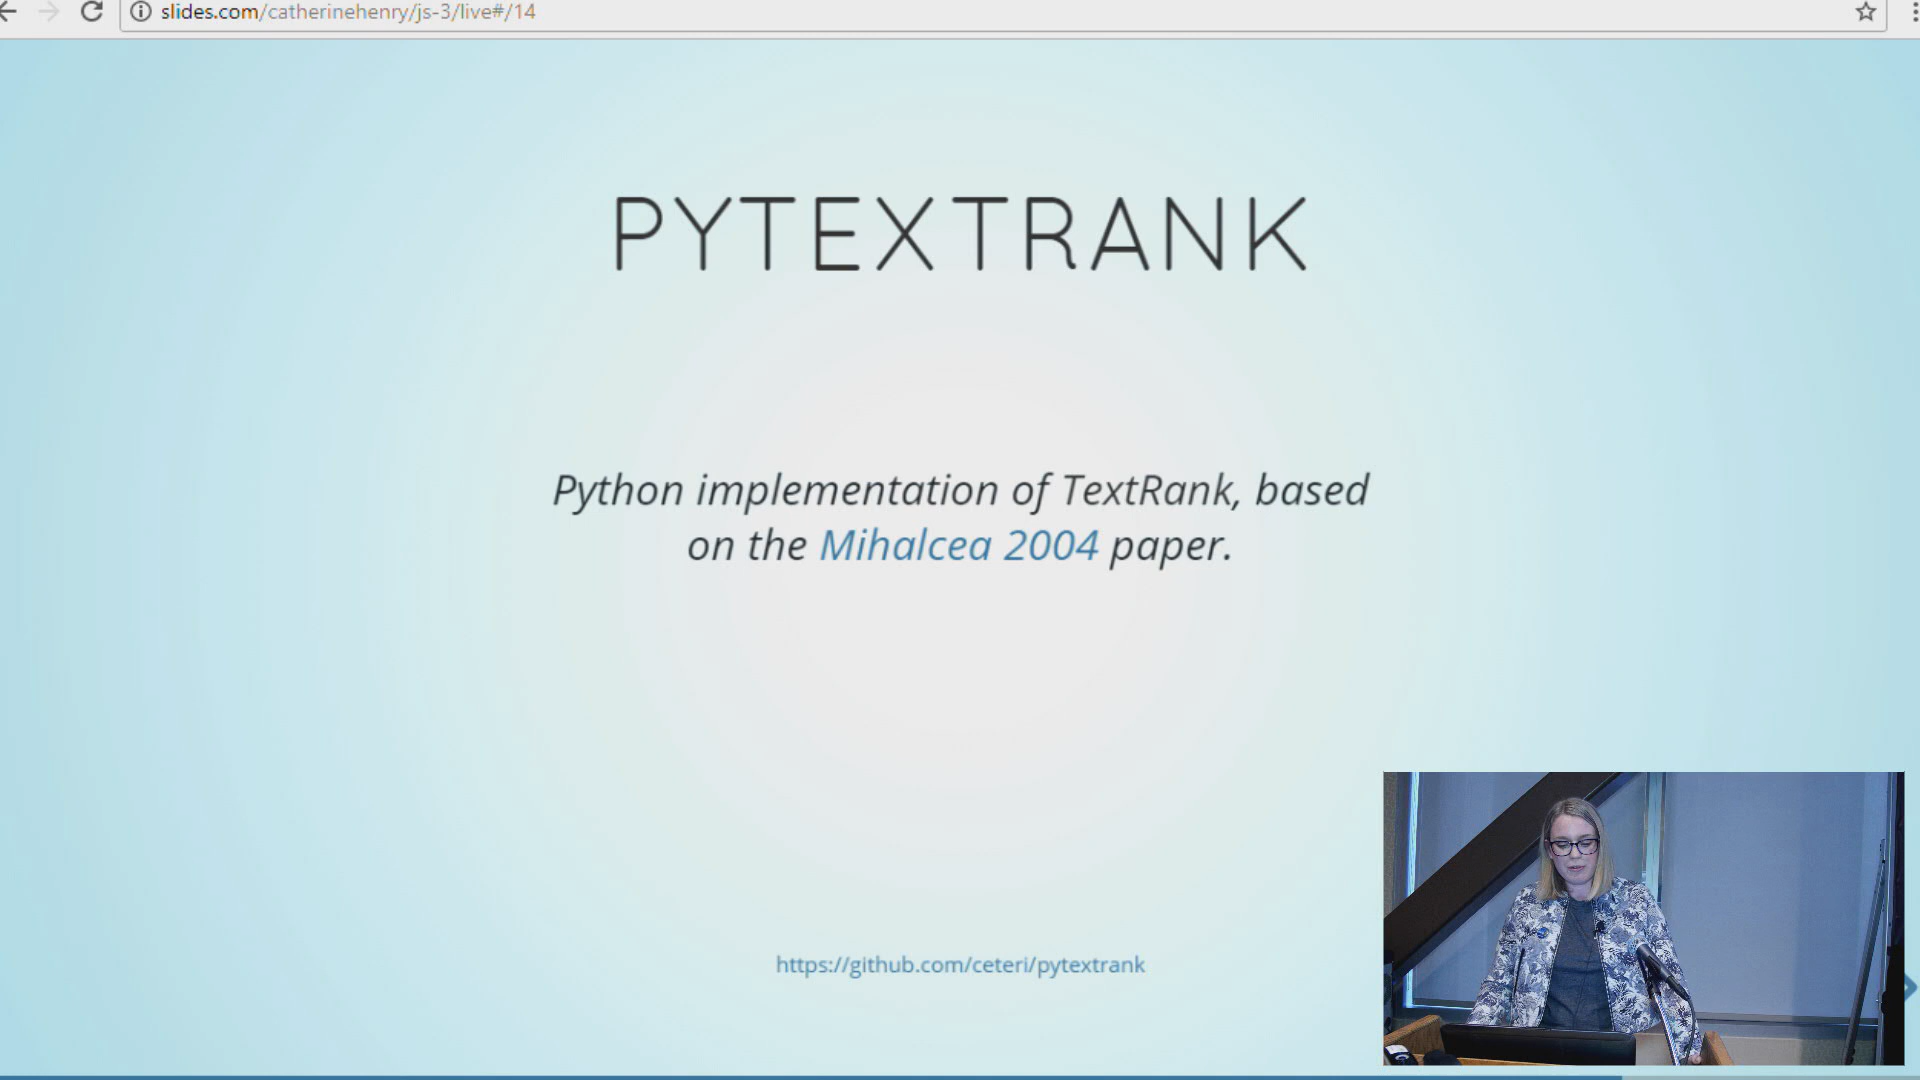 slides.com/catherinehenry/js-3/live#/14
PYTEXTRANK
Python implementation of TextRank, based
on the Mihalcea 2004 paper.
https://github.com/ceteri/pytextrank